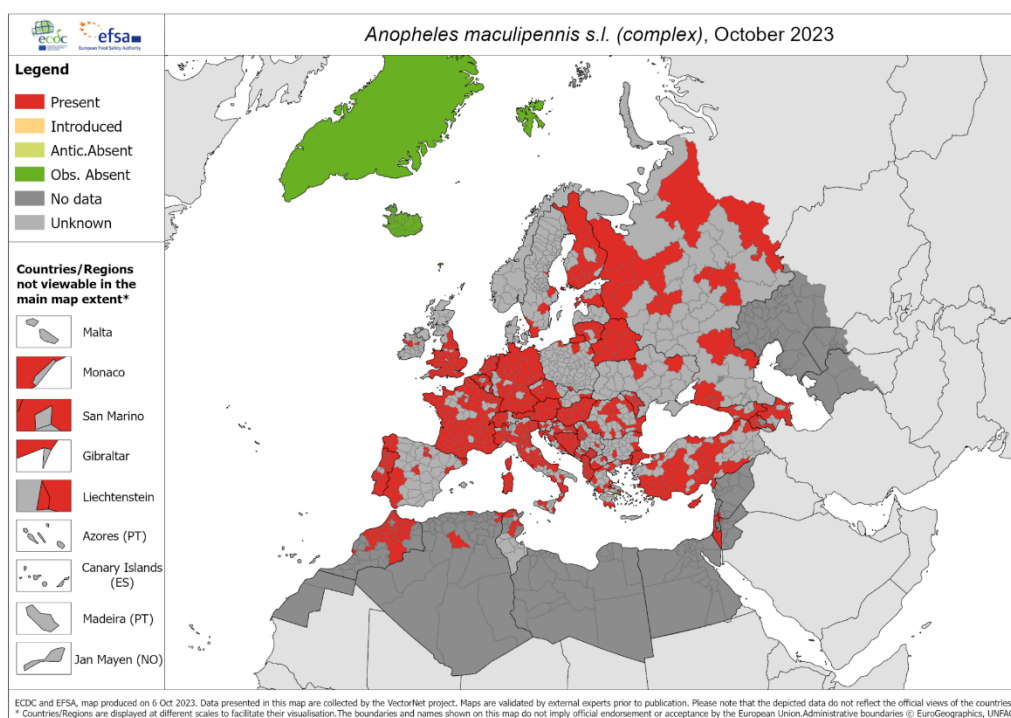 ecdc
efsa
European Food Safety Authority
Anopheles maculipennis s.l. (complex), October 2023
Legend
Present
Introduced
Antic.Absent
Obs. Absent
No data
Unknown
Countries/Regions
not viewable in the
main map extent*
Malta
Monaco
San Marino
Gibraltar
Liechtenstein
Azores (PT)
Canary Islands
(ES)
Madeira (PT)
Jan Mayen (NO)
ECDC and EFSA, map produced on 6 Oct 2023. Data presented in this map are collected by the VectorNet project. Maps are validated by external experts prior to publication. Please note that the depicted data do not reflect the official views of the countries
* Countries/Regions are displayed at different scales to facilitate their visualisation.The boundaries and names shown on this map do not imply official endorsement or acceptance by the European Union.Administrative boundaries © EuroGeographics, UNFAO